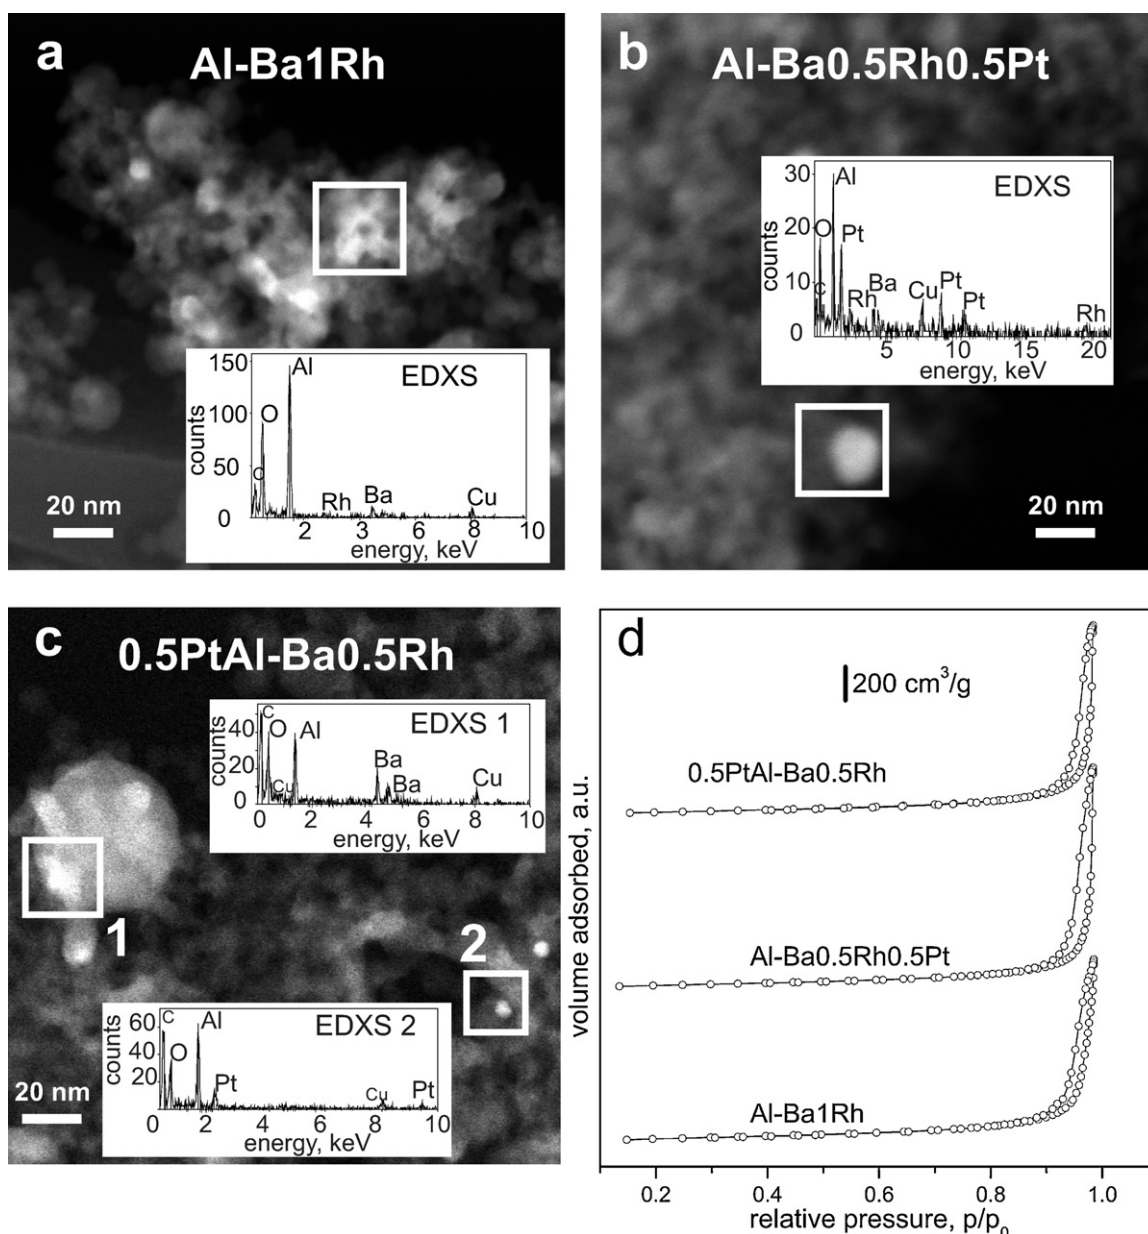 a
Al-Ba1Rh
150
100
50
0
counts
C
O
Al
EDXS
Rh
Ba
Cu
2 4 6 8 10
energy, keV
20 nm
b
Al-Ba0.5Rh0.5Pt
30
20
10
0
counts
C
O
Al
Pt
EDXS
Rh
Ba
Cu
Pt
Pt
Rh
5 10 15 20
energy, keV
20 nm
c
0.5PtAl-Ba0.5Rh
40
20
0
counts
C
O
Cu
Al
EDXS 1
Ba
Ba
Cu
0 2 4 6 8 10
energy, keV
1
2
60
40
20
counts
C
O
Al
EDXS 2
Pt
Cu
Pt
0 2 4 6 8 10
energy, keV
20 nm
d
200 cm³/g
0.5PtAl-Ba0.5Rh
Al-Ba0.5Rh0.5Pt
Al-Ba1Rh
volume adsorbed, a.u.
0.2 0.4 0.6 0.8 1.0
relative pressure, p/p₀